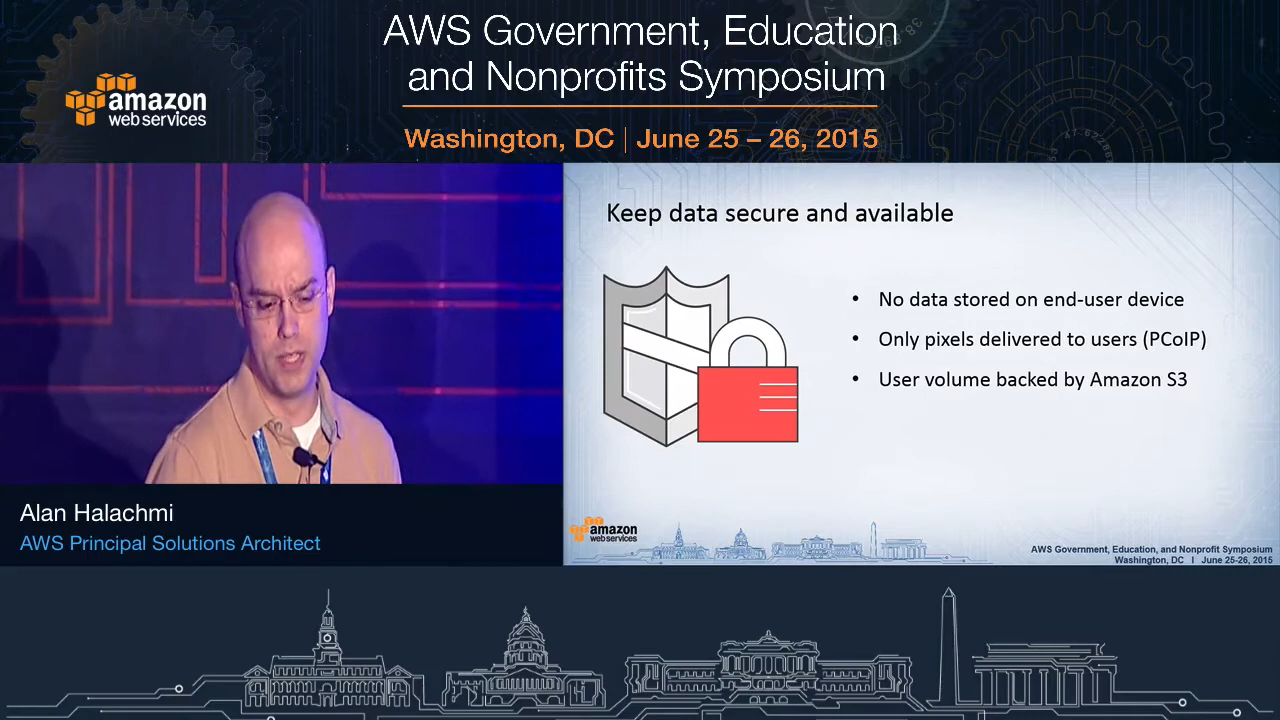 AWS Government, Education
and Nonprofits Symposium
amazon
web services
Washington, DC | June 25 – 26, 2015
Keep data secure and available
• No data stored on end-user device
• Only pixels delivered to users (PCoIP)
• User volume backed by Amazon S3
Alan Halachmi
AWS Principal Solutions Architect
amazon
web services
AWS Government, Education, and Nonprofit Symposium
Washington, DC | June 25-26, 2015